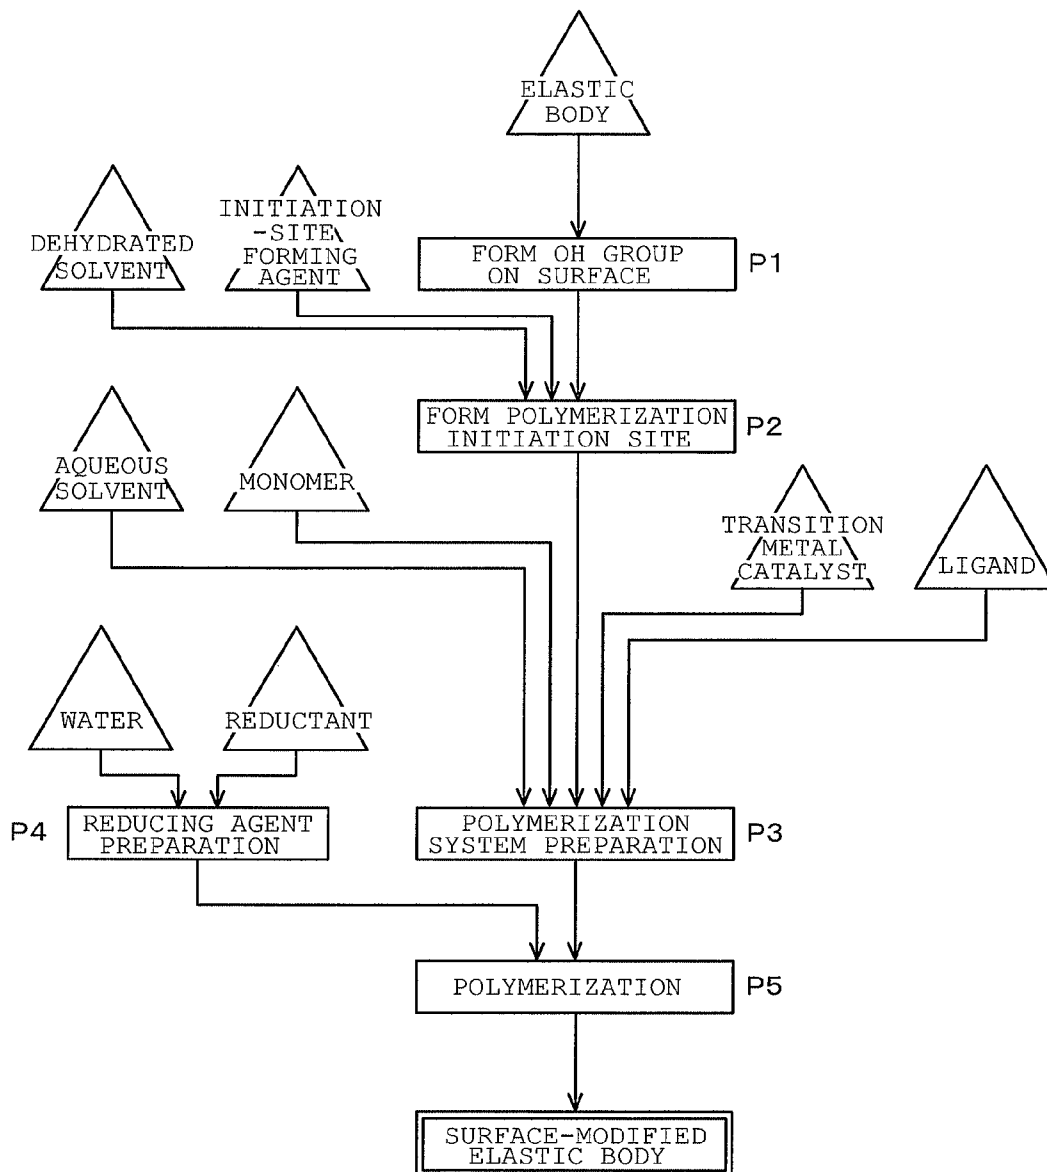 ELASTIC
BODY
DEHYDRATED
SOLVENT
INITIATION
-SITE
FORMING
AGENT
FORM OH GROUP
ON SURFACE
P1
FORM POLYMERIZATION
INITIATION SITE
P2
AQUEOUS
SOLVENT
MONOMER
TRANSITION
METAL
CATALYST
LIGAND
WATER
REDUCTANT
P4
REDUCING AGENT
PREPARATION
POLYMERIZATION
SYSTEM PREPARATION
P3
POLYMERIZATION
P5
SURFACE-MODIFIED
ELASTIC BODY